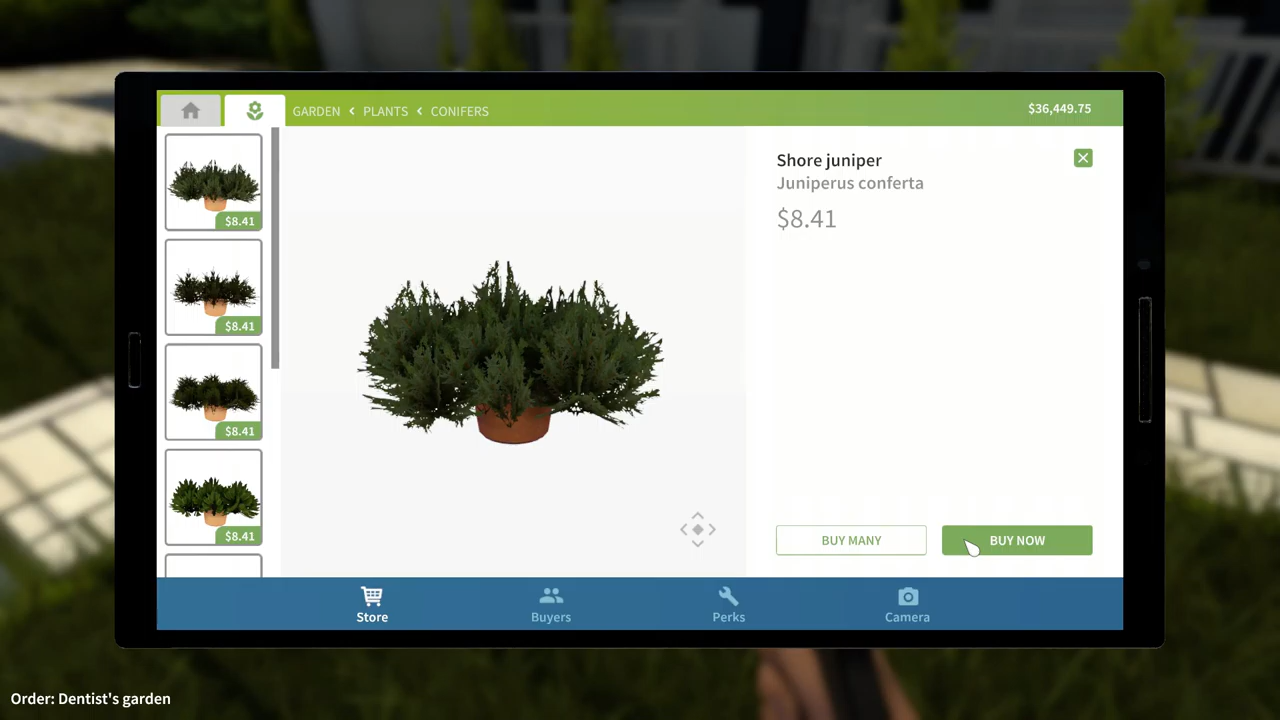 GARDEN < PLANTS < CONIFERS
$36,449.75
$8.41
$8.41
$8.41
$8.41
Shore juniper
Juniperus conferta
$8.41
BUY MANY
BUY NOW
Store
Buyers
Perks
Camera
Order: Dentist's garden